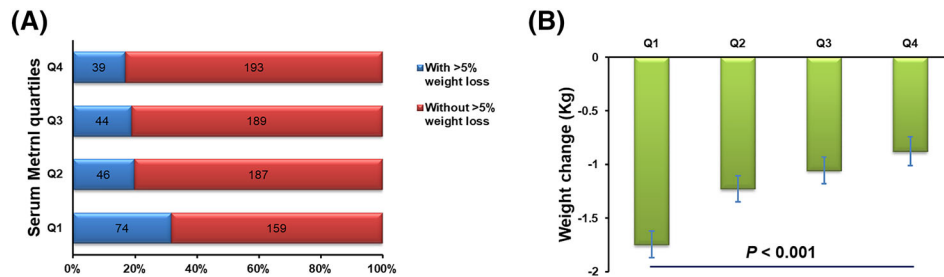 (A)
Serum Metrnl quartiles
Q4
39
193
Q3
44
189
Q2
46
187
Q1
74
159
0% 20% 40% 60% 80% 100%
With >5%
weight loss
Without >5%
weight loss
(B)
Q1 Q2 Q3 Q4
Weight change (Kg)
0
-0.5
-1
-1.5
-2
P < 0.001